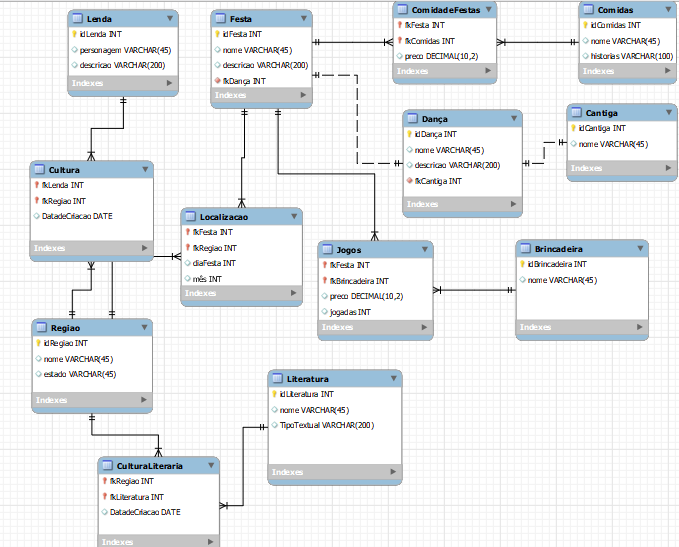 Lenda
idLenda INT
personagem VARCHAR(45)
descricao VARCHAR(200)
Indexes
Festa
idFesta INT
nome VARCHAR(45)
descricao VARCHAR(200)
fkDança INT
Indexes
ComidadeFestas
fkFesta INT
fkComidas INT
preco DECIMAL(10,2)
Indexes
Comidas
idComidas INT
nome VARCHAR(45)
historias VARCHAR(100)
Indexes
Dança
idDança INT
nome VARCHAR(45)
descricao VARCHAR(200)
fkCantiga INT
Indexes
Cantiga
idCantiga INT
nome VARCHAR(45)
Indexes
Cultura
fkLenda INT
fkRegiao INT
DatadeCriacao DATE
Indexes
Localizacao
fkFesta INT
fkRegiao INT
diaFesta INT
mês INT
Indexes
Jogos
fkFesta INT
fkBrincadeira INT
preco DECIMAL(10,2)
jogadas INT
Indexes
Brincadeira
idBrincadeira INT
nome VARCHAR(45)
Indexes
Regiao
idRegiao INT
nome VARCHAR(45)
estado VARCHAR(45)
Indexes
Literatura
idLiteratura INT
nome VARCHAR(45)
TipoTextual VARCHAR(200)
Indexes
CulturaLiteraria
fkRegiao INT
fkLiteratura INT
DatadeCriacao DATE
Indexes